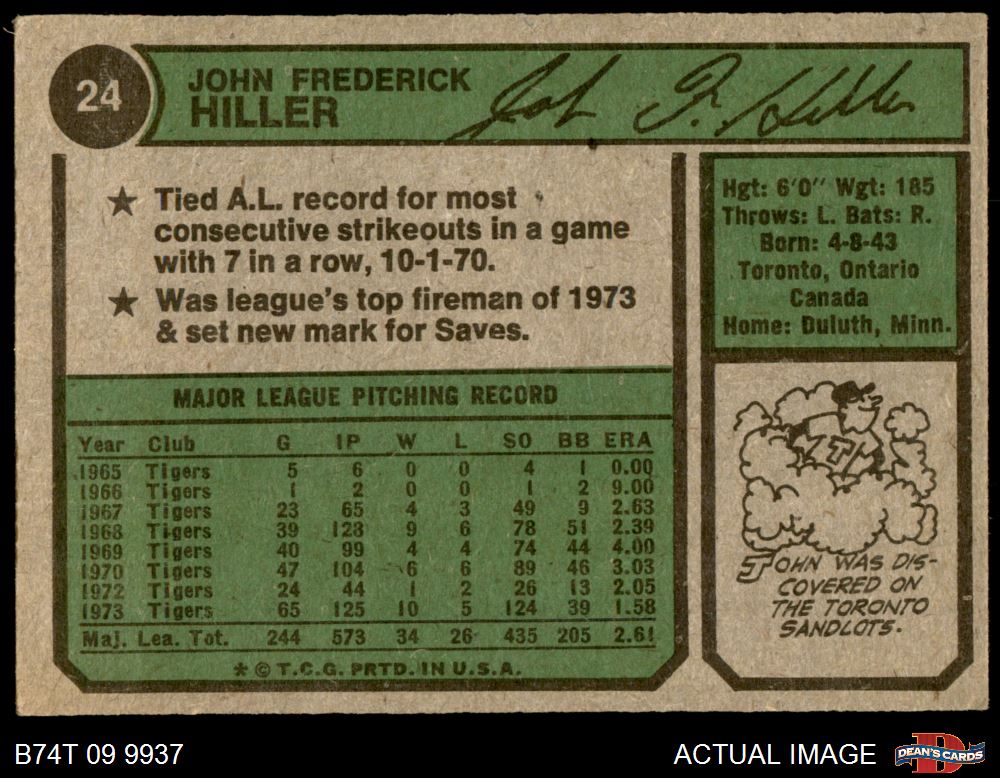 24
JOHN FREDERICK
HILLER
John F. Hiller
★ Tied A.L. record for most
consecutive strikeouts in a game
with 7 in a row, 10-1-70.
★ Was league's top fireman of 1973
& set new mark for Saves.
Hgt: 6'0" Wgt: 185
Throws: L. Bats: R.
Born: 4-8-43
Toronto, Ontario
Canada
Home: Duluth, Minn.
MAJOR LEAGUE PITCHING RECORD
Year Club G IP W L SO BB ERA
1965 Tigers 5 6 0 0 4 1 0.00
1966 Tigers 1 2 0 0 1 2 9.00
1967 Tigers 23 65 4 3 49 9 2.63
1968 Tigers 39 128 9 6 78 51 2.39
1969 Tigers 40 99 4 4 74 44 4.00
1970 Tigers 47 104 6 6 89 46 3.03
1972 Tigers 24 44 1 2 26 13 2.05
1973 Tigers 65 125 10 5 124 39 1.58
Maj. Lea. Tot. 244 573 34 26 435 205 2.61
* © T.C.G. PRTD. IN U.S.A.
JOHN WAS DIS-
COVERED ON
THE TORONTO
SANDLOTS.
B74T 09 9937
ACTUAL IMAGE
DEAN'S CARDS